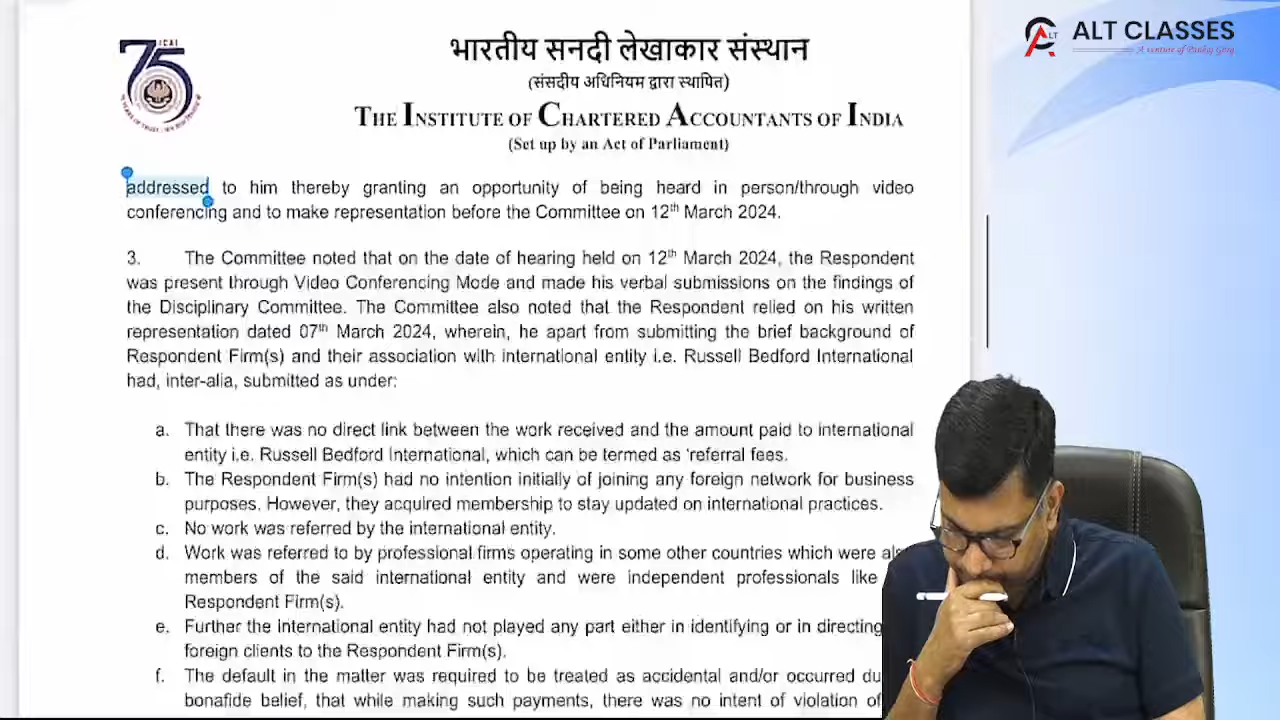 ALT CLASSES
A venture of Pankaj Garg
ALT
ICAI
75
भारतीय सनदी लेखाकार संस्थान
(संसदीय अधिनियम द्वारा स्थापित)
THE INSTITUTE OF CHARTERED ACCOUNTANTS OF INDIA
(Set up by an Act of Parliament)
addressed to him thereby granting an opportunity of being heard in person/through video
conferencing and to make representation before the Committee on 12th March 2024.
3. The Committee noted that on the date of hearing held on 12th March 2024, the Respondent
was present through Video Conferencing Mode and made his verbal submissions on the findings of
the Disciplinary Committee. The Committee also noted that the Respondent relied on his written
representation dated 07th March 2024, wherein, he apart from submitting the brief background of
Respondent Firm(s) and their association with international entity i.e. Russell Bedford International
had, inter-alia, submitted as under:
a. That there was no direct link between the work received and the amount paid to international
entity i.e. Russell Bedford International, which can be termed as 'referral fees.
b. The Respondent Firm(s) had no intention initially of joining any foreign network for business
purposes. However, they acquired membership to stay updated on international practices.
c. No work was referred by the international entity.
d. Work was referred to by professional firms operating in some other countries which were als
members of the said international entity and were independent professionals like
Respondent Firm(s).
e. Further the international entity had not played any part either in identifying or in directing
foreign clients to the Respondent Firm(s).
f. The default in the matter was required to be treated as accidental and/or occurred du
bonafide belief, that while making such payments, there was no intent of violation of